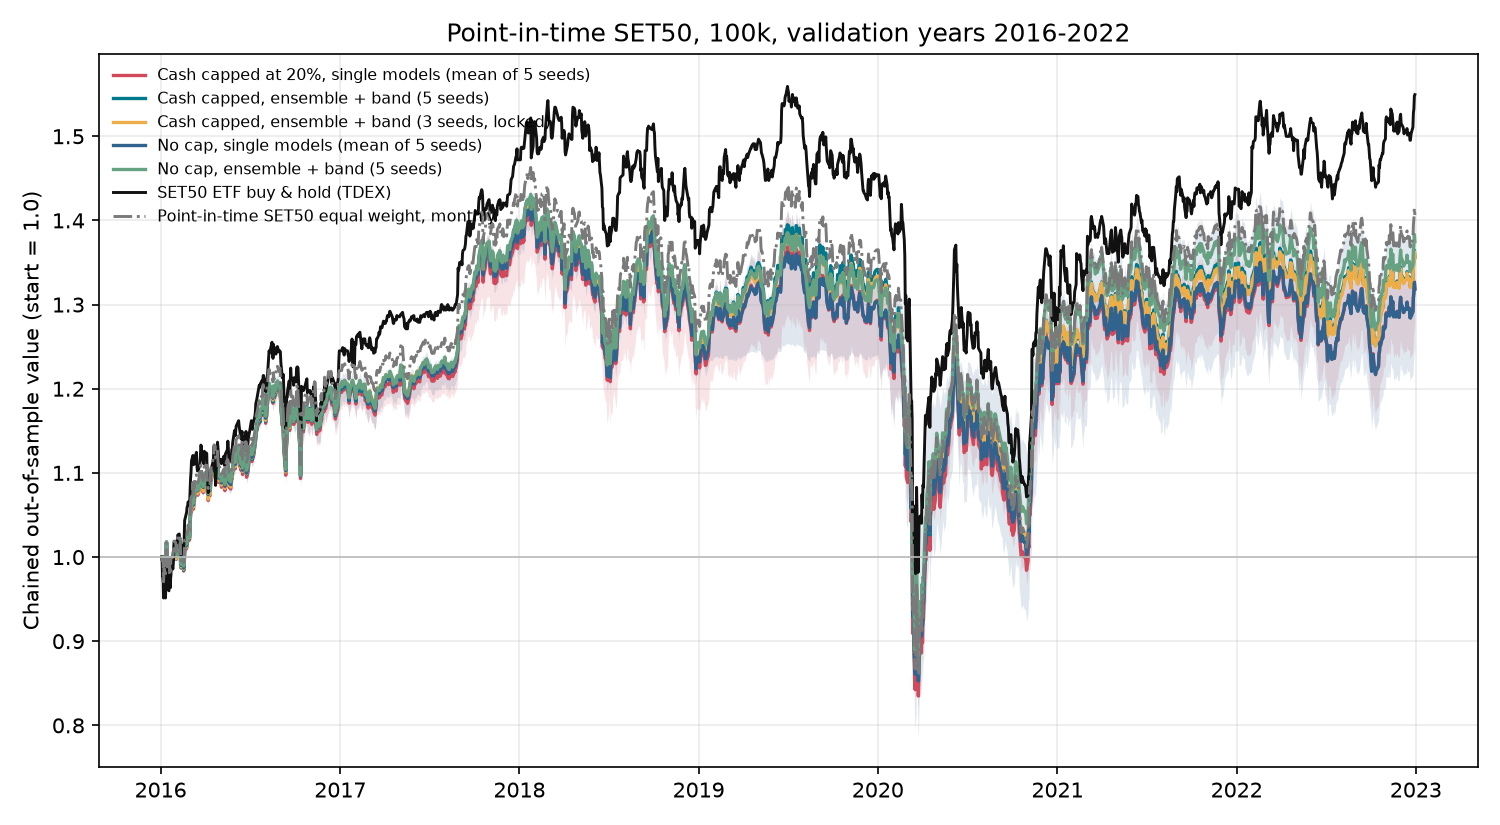 Point-in-time SET50, 100k, validation years 2016-2022
Chained out-of-sample value (start = 1.0)
Cash capped at 20%, single models (mean of 5 seeds)
Cash capped, ensemble + band (5 seeds)
Cash capped, ensemble + band (3 seeds, locked)
No cap, single models (mean of 5 seeds)
No cap, ensemble + band (5 seeds)
SET50 ETF buy & hold (TDEX)
Point-in-time SET50 equal weight,
1.5
1.4
1.3
1.2
1.1
1.0
0.9
0.8
2016 2017 2018 2019 2020 2021 2022 2023